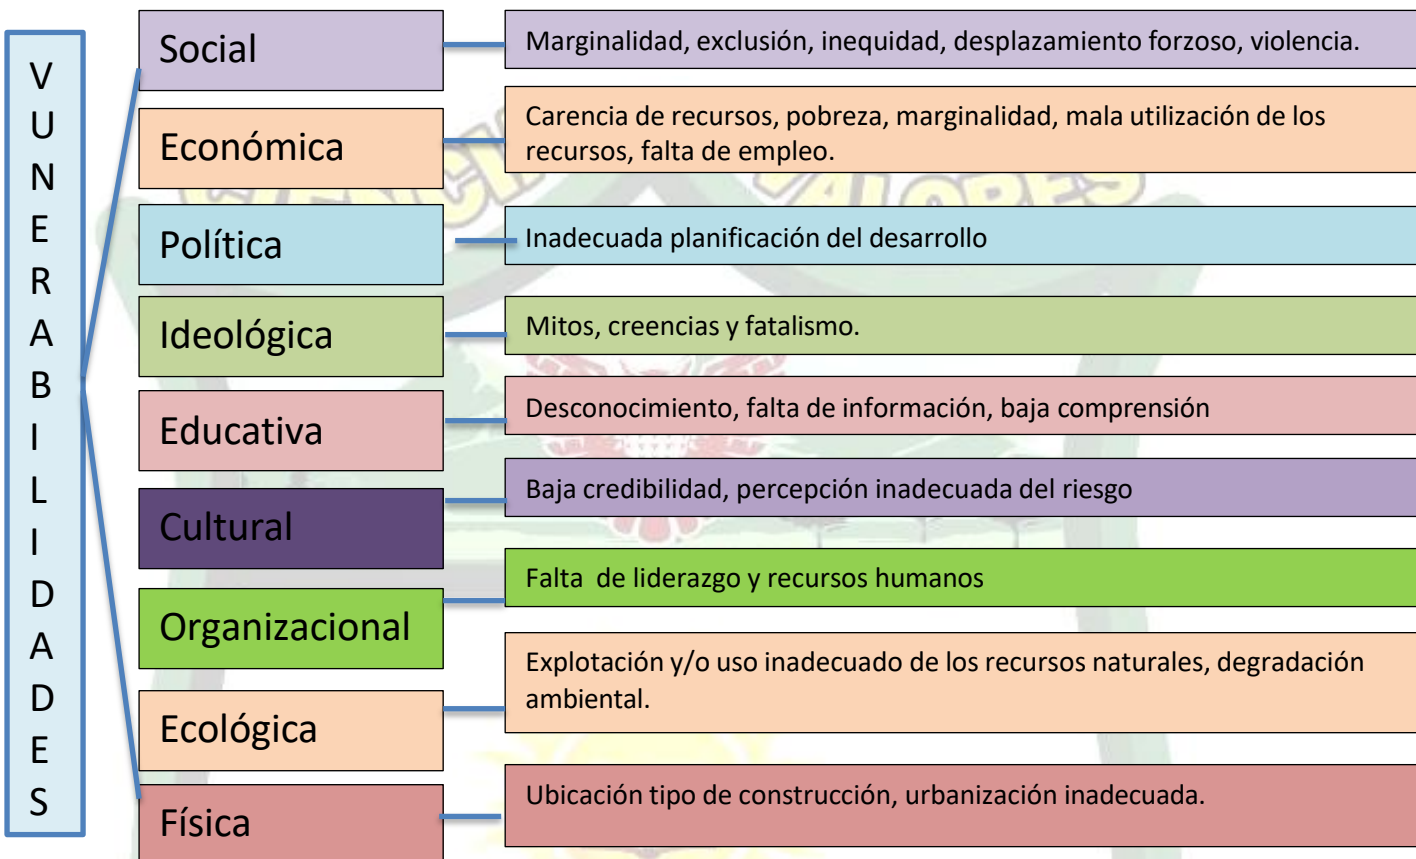 V
U
N
E
R
A
B
I
L
I
D
A
D
E
S
Social
Marginalidad, exclusión, inequidad, desplazamiento forzoso, violencia.
Económica
Carencia de recursos, pobreza, marginalidad, mala utilización de los
recursos, falta de empleo.
VALORES
Política
Inadecuada planificación del desarrollo
Ideológica
Mitos, creencias y fatalismo.
Educativa
Desconocimiento, falta de información, baja comprensión
Cultural
Baja credibilidad, percepción inadecuada del riesgo
Organizacional
Falta de liderazgo y recursos humanos
Ecológica
Explotación y/o uso inadecuado de los recursos naturales, degradación
ambiental.
Física
Ubicación tipo de construcción, urbanización inadecuada.